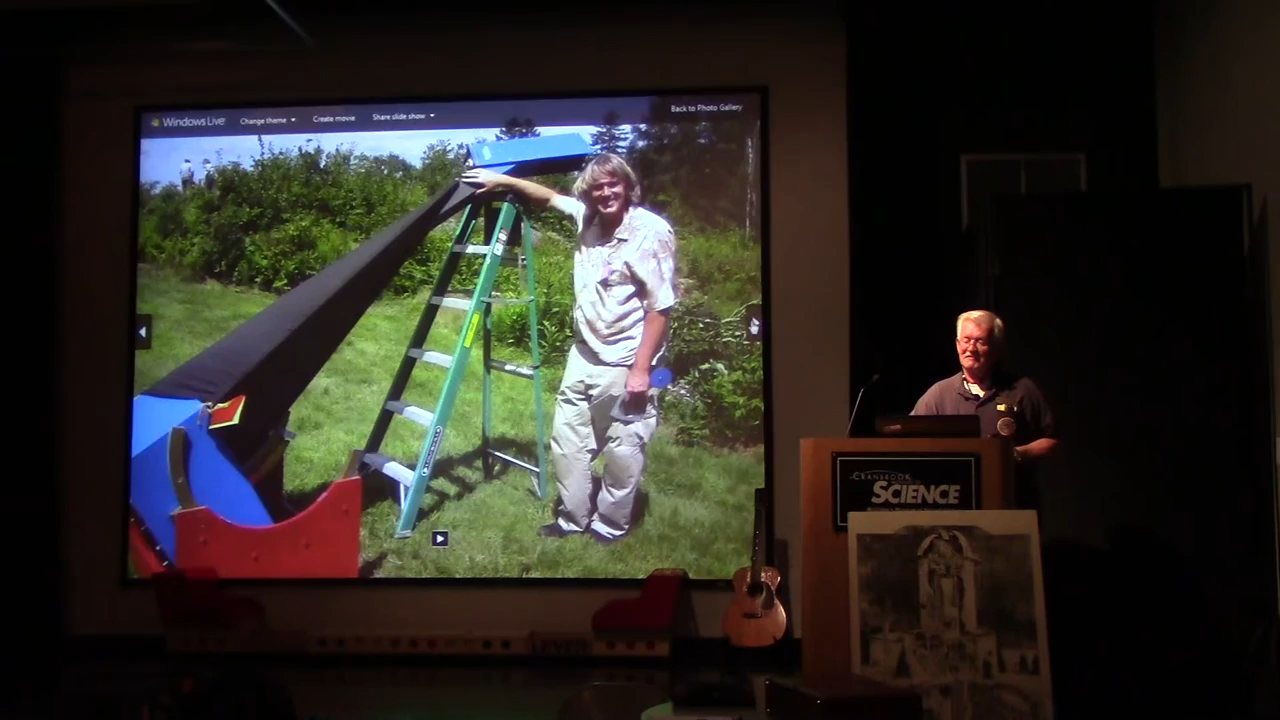 Windows Live
Change theme
Create movie
Share slide show
Back to Photo Gallery
CRANBROOK
SCIENCE